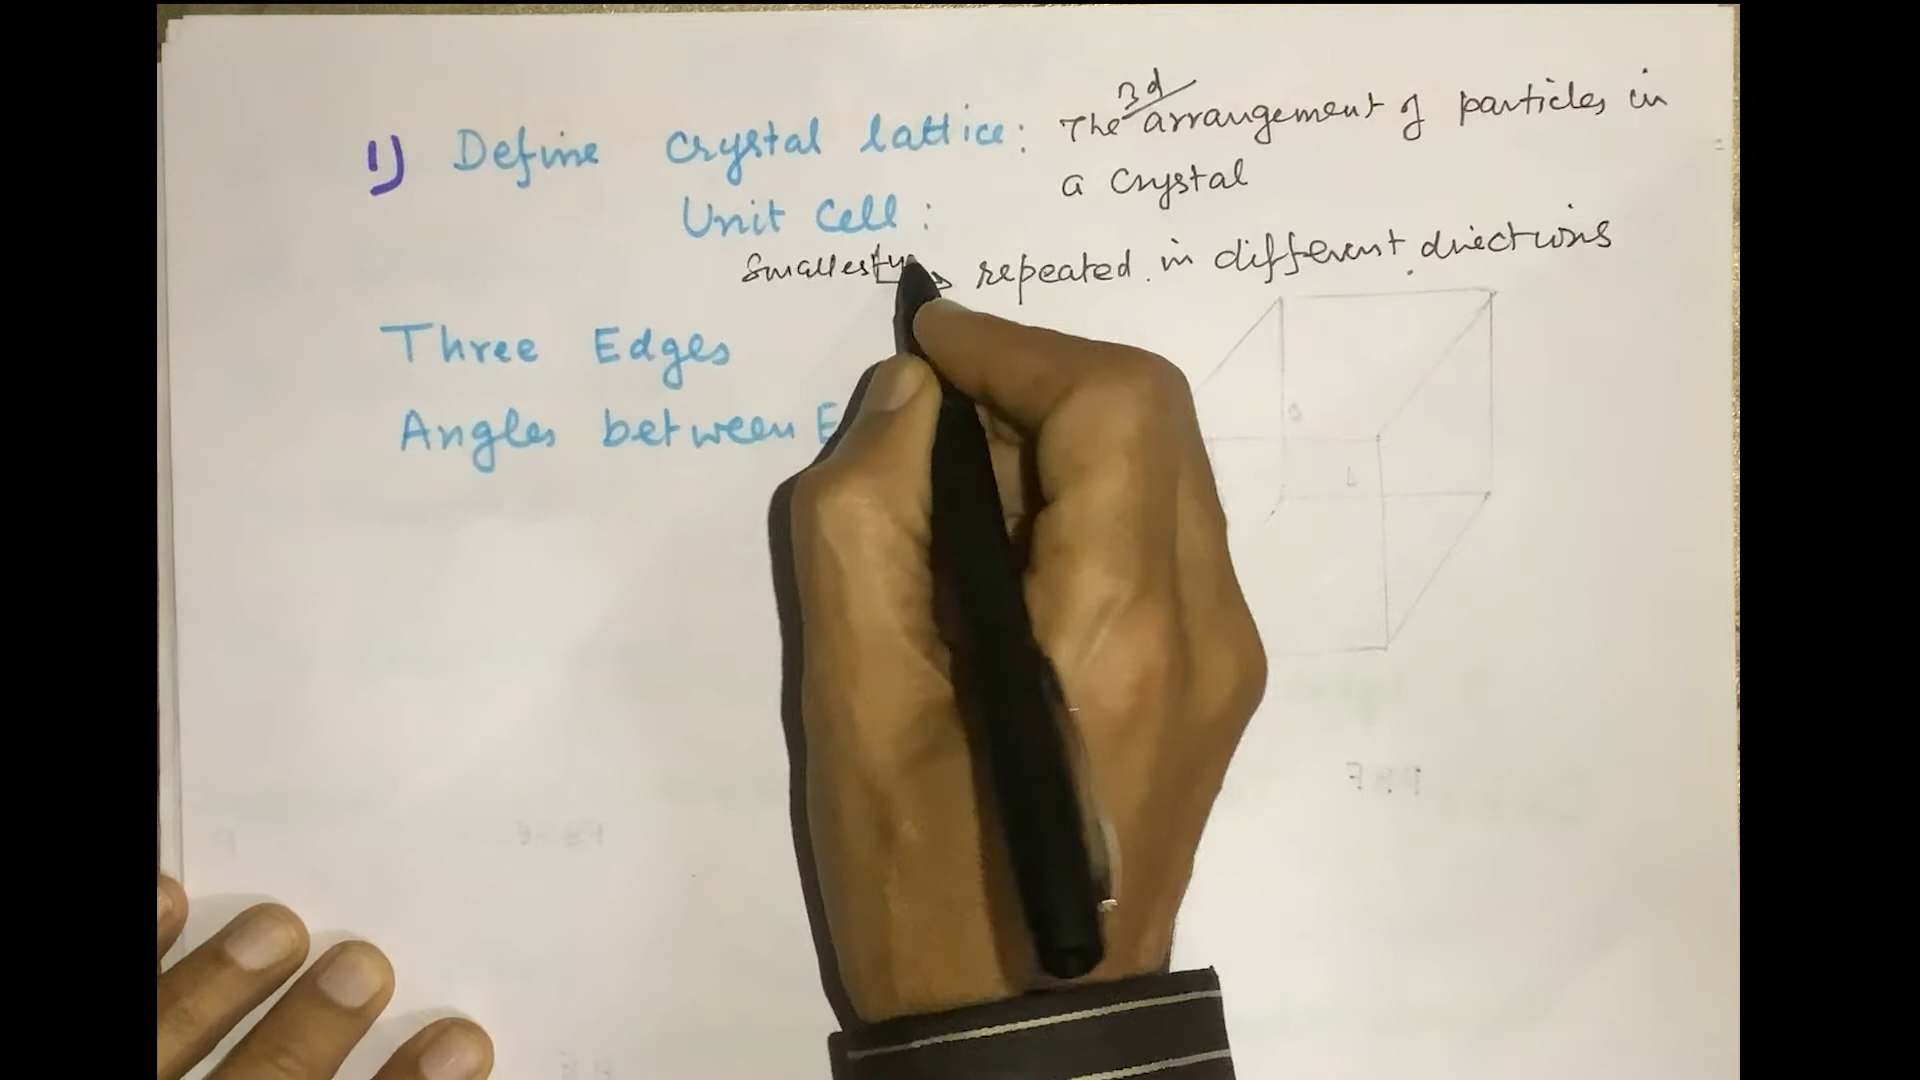 1) Define Crystal lattice: The 3d arrangement of particles in
a Crystal
Unit Cell:
Smallest repeated in different directions
Three Edges
Angles between E